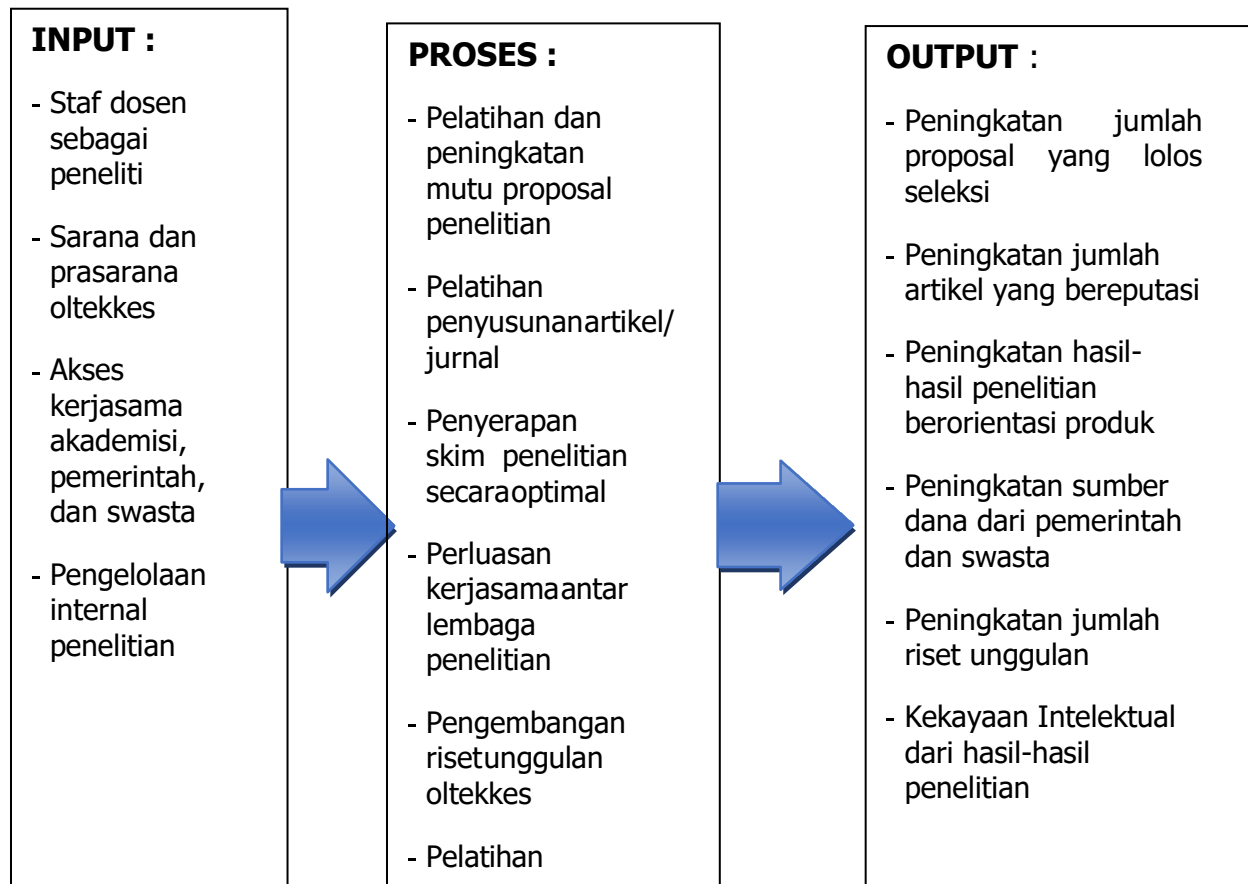 INPUT :
- Staf dosen
sebagai
peneliti
- Sarana dan
prasarana
oltekkes
- Akses
kerjasama
akademisi,
pemerintah,
dan swasta
- Pengelolaan
internal
penelitian
PROSES :
- Pelatihan dan
peningkatan
mutu proposal
penelitian
- Pelatihan
penyusunanartikel/
jurnal
- Penyerapan
skim penelitian
secaraoptimal
- Perluasan
kerjasamaantar
lembaga
penelitian
- Pengembangan
risetunggulan
oltekkes
- Pelatihan
OUTPUT :
- Peningkatan jumlah
proposal yang lolos
seleksi
- Peningkatan jumlah
artikel yang bereputasi
- Peningkatan hasil-
hasil penelitian
berorientasi produk
- Peningkatan sumber
dana dari pemerintah
dan swasta
- Peningkatan jumlah
riset unggulan
- Kekayaan Intelektual
dari hasil-hasil
penelitian